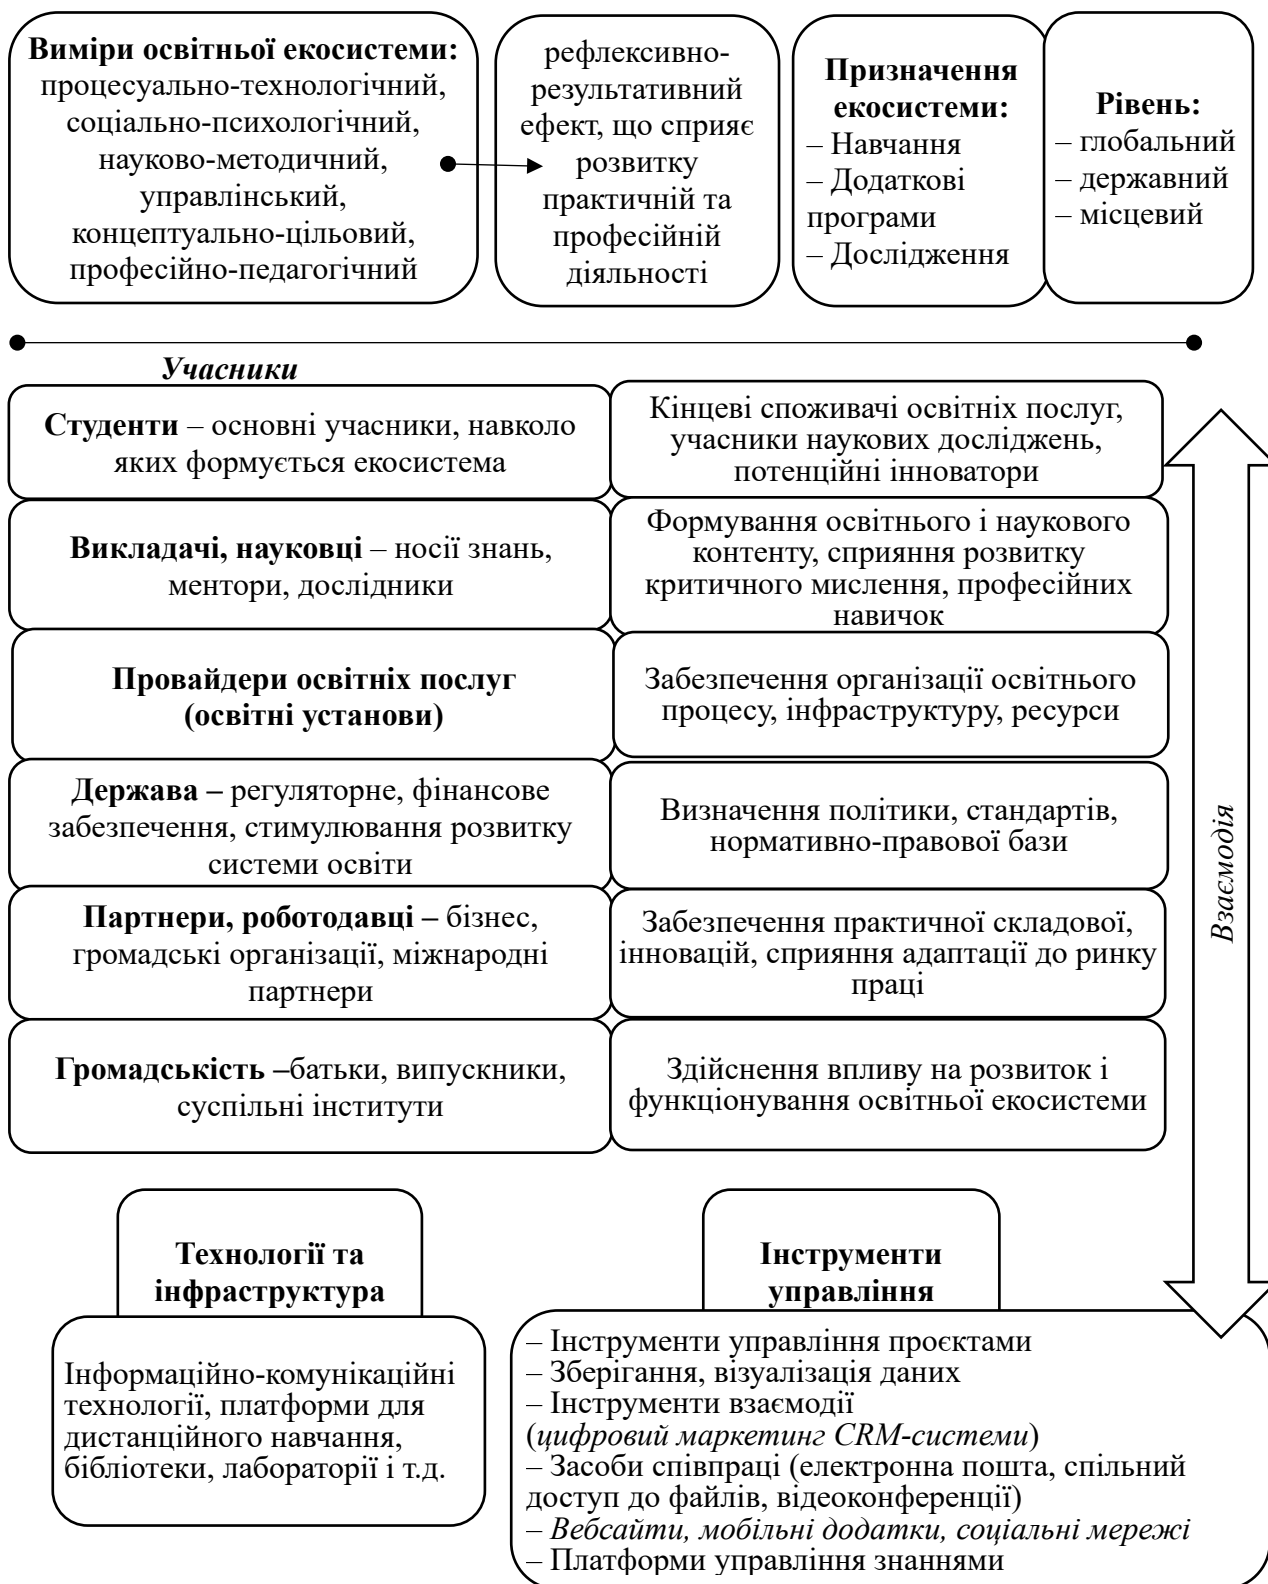 Виміри освітньої екосистеми:
процесуально-технологічний,
соціально-психологічний,
науково-методичний,
управлінський,
концептуально-цільовий,
професійно-педагогічний
рефлексивно-
результативний
ефект, що сприяє
розвитку
практичній та
професійній
діяльності
Призначення
екосистеми:
– Навчання
– Додаткові
програми
– Дослідження
Рівень:
– глобальний
– державний
– місцевий
Учасники
Студенти – основні учасники, навколо
яких формується екосистема
Кінцеві споживачі освітніх послуг,
учасники наукових досліджень,
потенційні інноватори
Викладачі, науковці – носії знань,
ментори, дослідники
Формування освітнього і наукового
контенту, сприяння розвитку
критичного мислення, професійних
навичок
Провайдери освітніх послуг
(освітні установи)
Забезпечення організації освітнього
процесу, інфраструктуру, ресурси
Держава – регуляторне, фінансове
забезпечення, стимулювання розвитку
системи освіти
Визначення політики, стандартів,
нормативно-правової бази
Партнери, роботодавці – бізнес,
громадські організації, міжнародні
партнери
Забезпечення практичної складової,
інновацій, сприяння адаптації до ринку
праці
Громадськість –батьки, випускники,
суспільні інститути
Здійснення впливу на розвиток і
функціонування освітньої екосистеми
Взаємодія
Технології та
інфраструктура
Інформаційно-комунікаційні
технології, платформи для
дистанційного навчання,
бібліотеки, лабораторії і т.д.
Інструменти
управління
– Інструменти управління проєктами
– Зберігання, візуалізація даних
– Інструменти взаємодії
(цифровий маркетинг CRM-системи)
– Засоби співпраці (електронна пошта, спільний
доступ до файлів, відеоконференції)
– Вебсайти, мобільні додатки, соціальні мережі
– Платформи управління знаннями